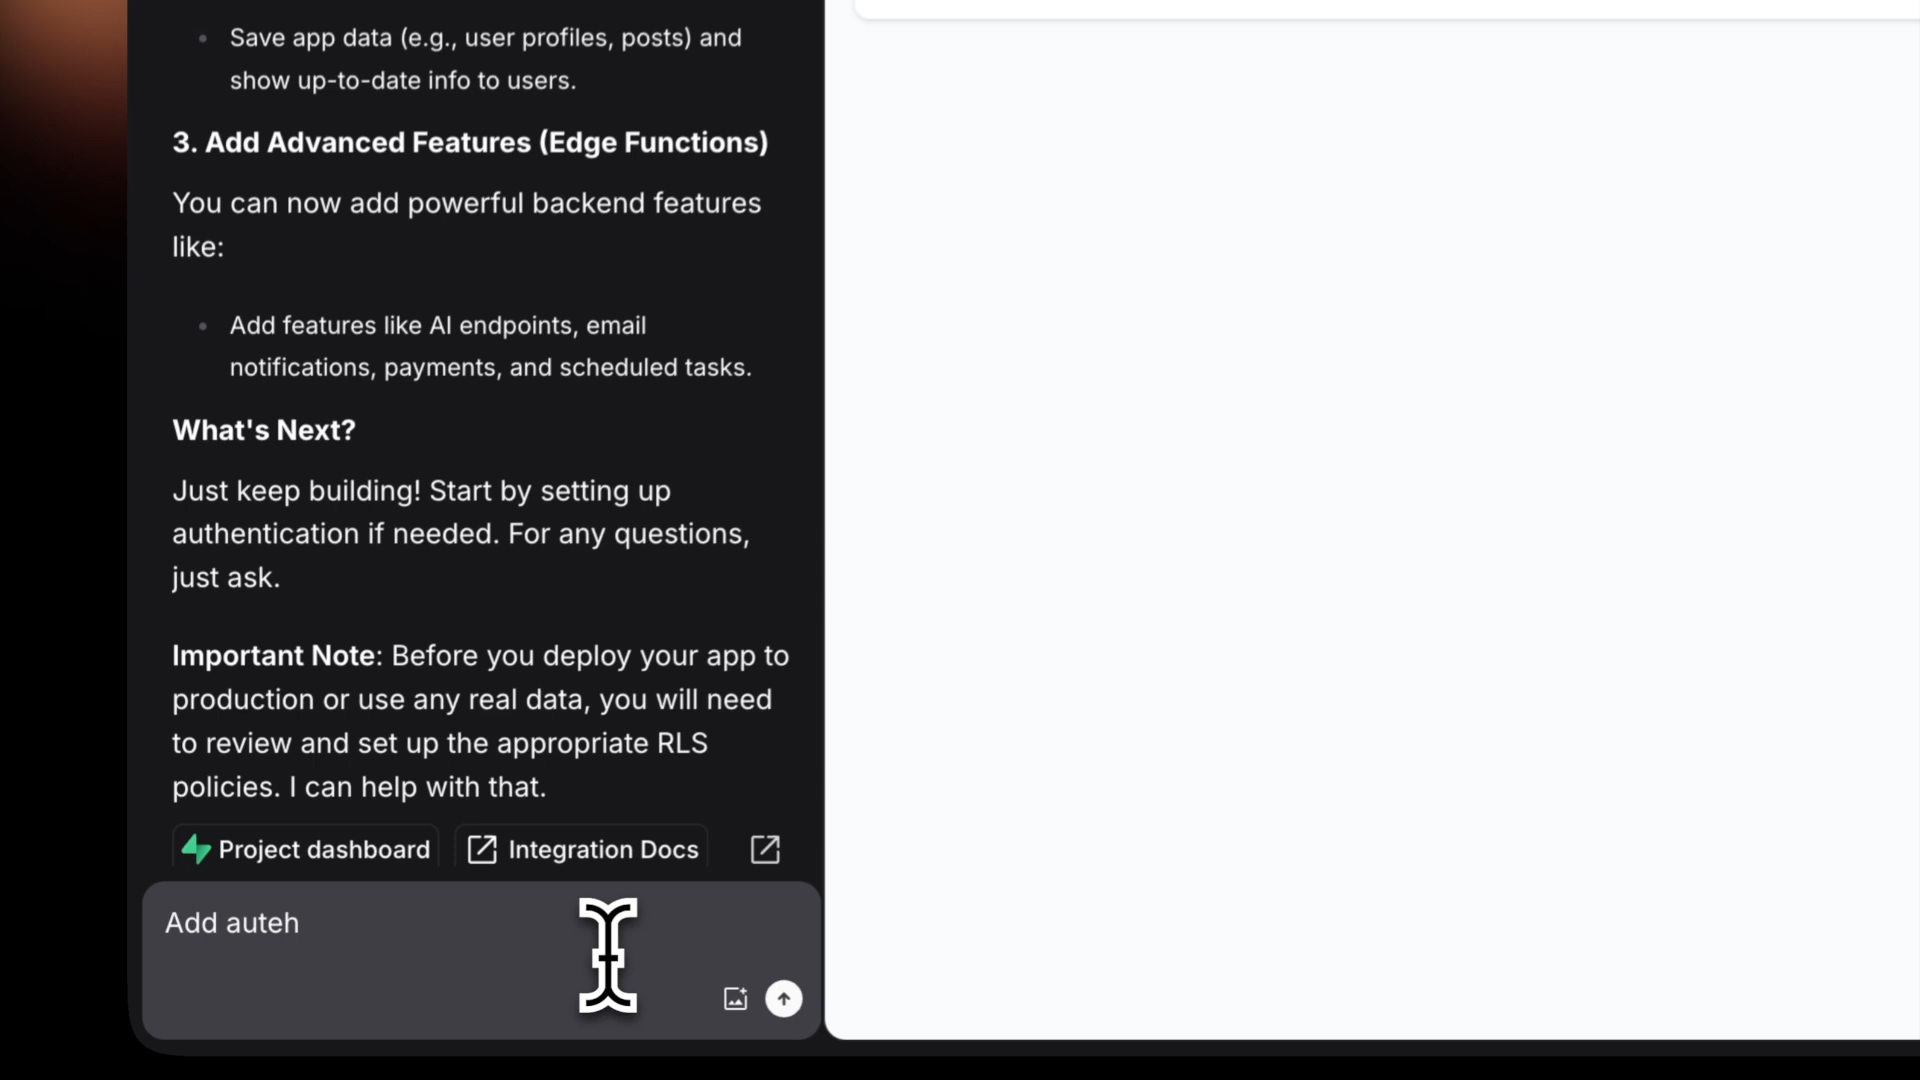 Save app data (e.g., user profiles, posts) and
show up-to-date info to users.
3. Add Advanced Features (Edge Functions)
You can now add powerful backend features
like:
Add features like AI endpoints, email
notifications, payments, and scheduled tasks.
What's Next?
Just keep building! Start by setting up
authentication if needed. For any questions,
just ask.
Important Note: Before you deploy your app to
production or use any real data, you will need
to review and set up the appropriate RLS
policies. I can help with that.
Project dashboard Integration Docs
Add auteh